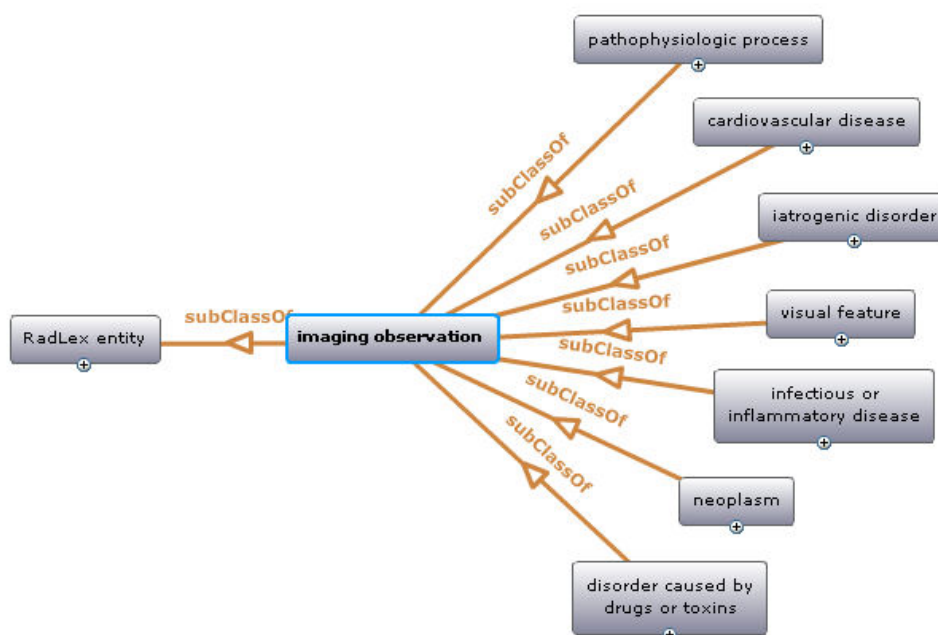 pathophysiologic process
subClassOf
cardiovascular disease
subClassOf
iatrogenic disorder
subClassOf
visual feature
subClassOf
subClassOf
RadLex entity
imaging observation
subClassOf
infectious or
inflammatory disease
subClassOf
neoplasm
subClassOf
disorder caused by
drugs or toxins